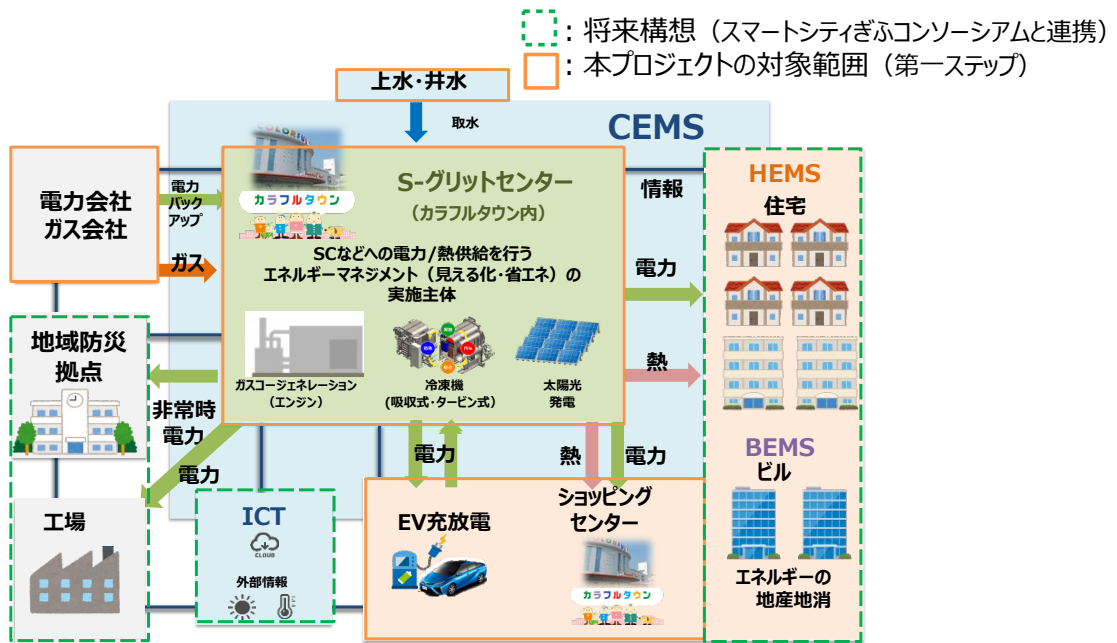 ：将来構想（スマートシティぎふコンソーシアムと連携）
：本プロジェクトの対象範囲（第一ステップ）
上水・井水
取水
CEMS
電力会社
ガス会社
電力
バック
アップ
ガス
COLORFUL
カラフルタウン
S-グリットセンター
（カラフルタウン内）
SCなどへの電力/熱供給を行う
エネルギーマネジメント（見える化・省エネ）の
実施主体
ガスコージェネレーション
（エンジン）
冷凍機
(吸収式・タービン式)
太陽光
発電
情報
電力
熱
HEMS
住宅
BEMS
ビル
エネルギーの
地産地消
地域防災
拠点
非常時
電力
電力
工場
ICT
CLOUD
外部情報
電力
熱
電力
EV充放電
ショッピング
センター
カラフルタウン